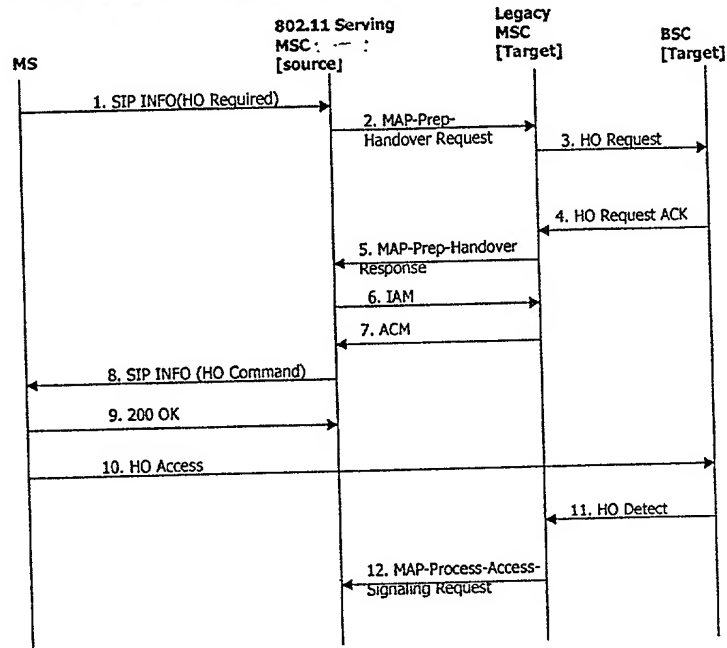 MS
802.11 Serving
MSC
[source]
Legacy
MSC
[Target]
BSC
[Target]
1. SIP INFO(HO Required)
2. MAP-Prep-
Handover Request
3. HO Request
4. HO Request ACK
5. MAP-Prep-Handover
Response
6. IAM
7. ACM
8. SIP INFO (HO Command)
9. 200 OK
10. HO Access
11. HO Detect
12. MAP-Process-Access-
Signaling Request